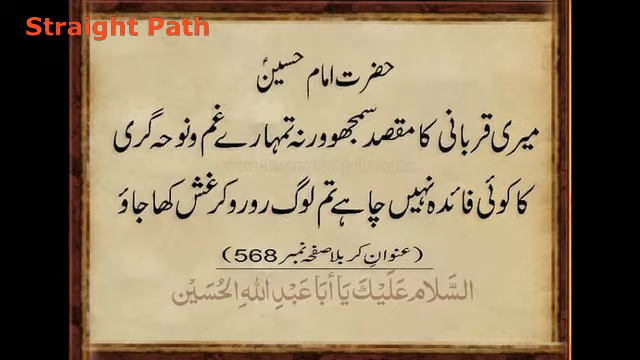 Straight Path
حضرت امام حسینؑ
میری قربانی کا مقصد سمجھو ورنہ تمہارے غم و نوحہ گری
کا کوئی فائدہ نہیں چاہے تم لوگ رو رو کر غش کھا جاؤ
(عنوانِ کربلا صفحہ نمبر 568)
السَّلَام عَلَيْكَ يَا أَبَا عَبْدِ اللهِ الحُسَيْن